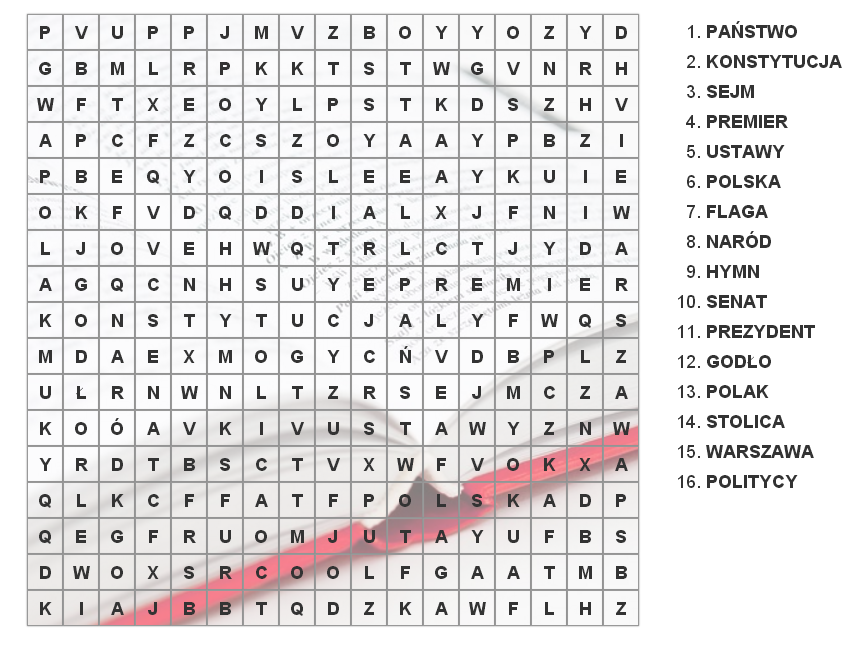 P V U P P J M V Z B O Y Y O Z Y D
G B M L R P K K T S T W G V N R H
W F T X E O Y L P S T K D S Z H V
A P C F Z C S Z O Y A A Y P B Z I
P B E Q Y O I S L E E A Y K U I E
O K F V D Q D D I A L X J F N I W
L J O V E H W Q T R L C T J Y D A
A G Q C N H S U Y E P R E M I E R
K O N S T Y T U C J A L Y F W Q S
M D A E X M O G Y C Ń V D B P L Z
U Ł R N W N L T Z R S E J M C Z A
K O Ó A V K I V U S T A W Y Z N W
Y R D T B S C T V X W F V O K X A
Q L K C F F A T F P O L S K A D P
Q E G F R U O M J U T A Y U F B S
D W O X S R C O O L F G A A T M B
K I A J B B T Q D Z K A W F L H Z
1. PAŃSTWO
2. KONSTYTUCJA
3. SEJM
4. PREMIER
5. USTAWY
6. POLSKA
7. FLAGA
8. NARÓD
9. HYMN
10. SENAT
11. PREZYDENT
12. GODŁO
13. POLAK
14. STOLICA
15. WARSZAWA
16. POLITYCY